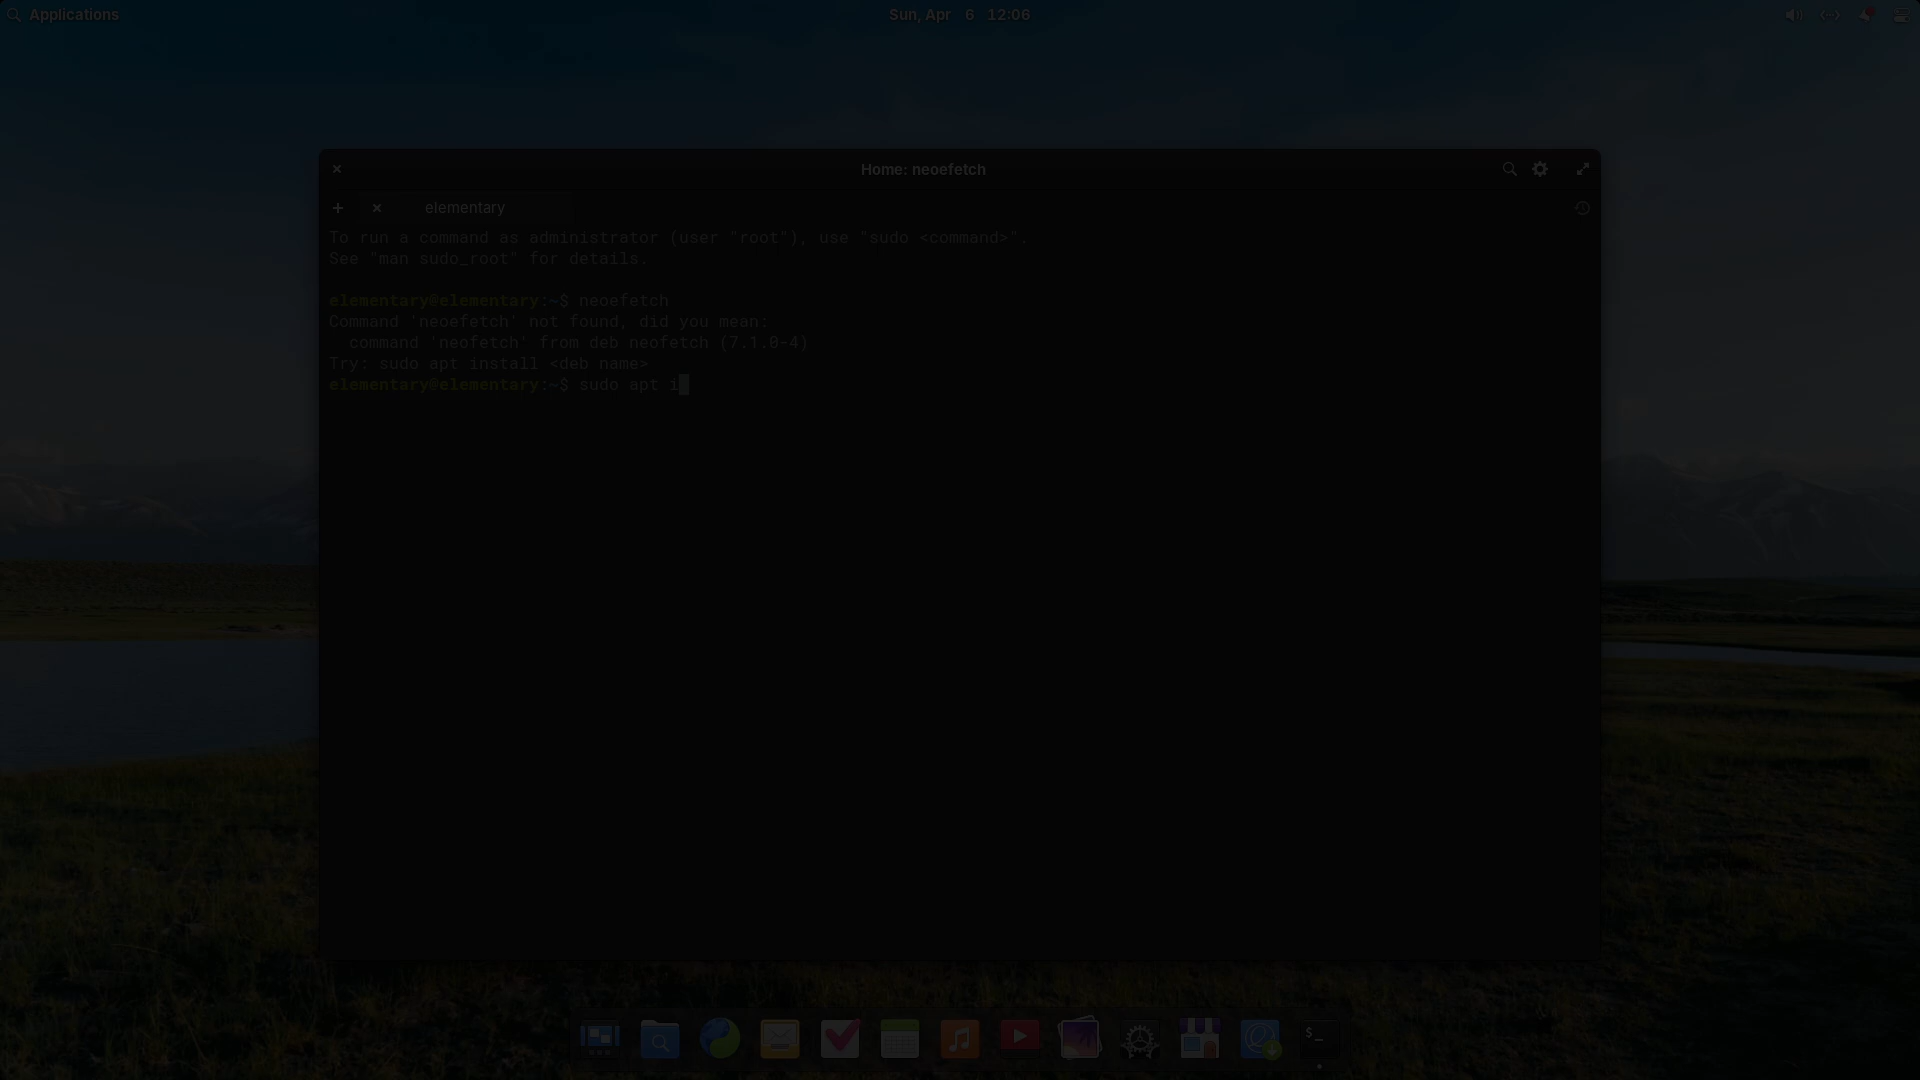 Applications
Sun, Apr 6 12:06
Home: neoefetch
elementary
To run a command as administrator (user "root"), use "sudo <command>".
See "man sudo_root" for details.
elementary@elementary:~$ neoefetch
Command 'neoefetch' not found, did you mean:
  command 'neofetch' from deb neofetch (7.1.0-4)
Try: sudo apt install <deb name>
elementary@elementary:~$ sudo apt i